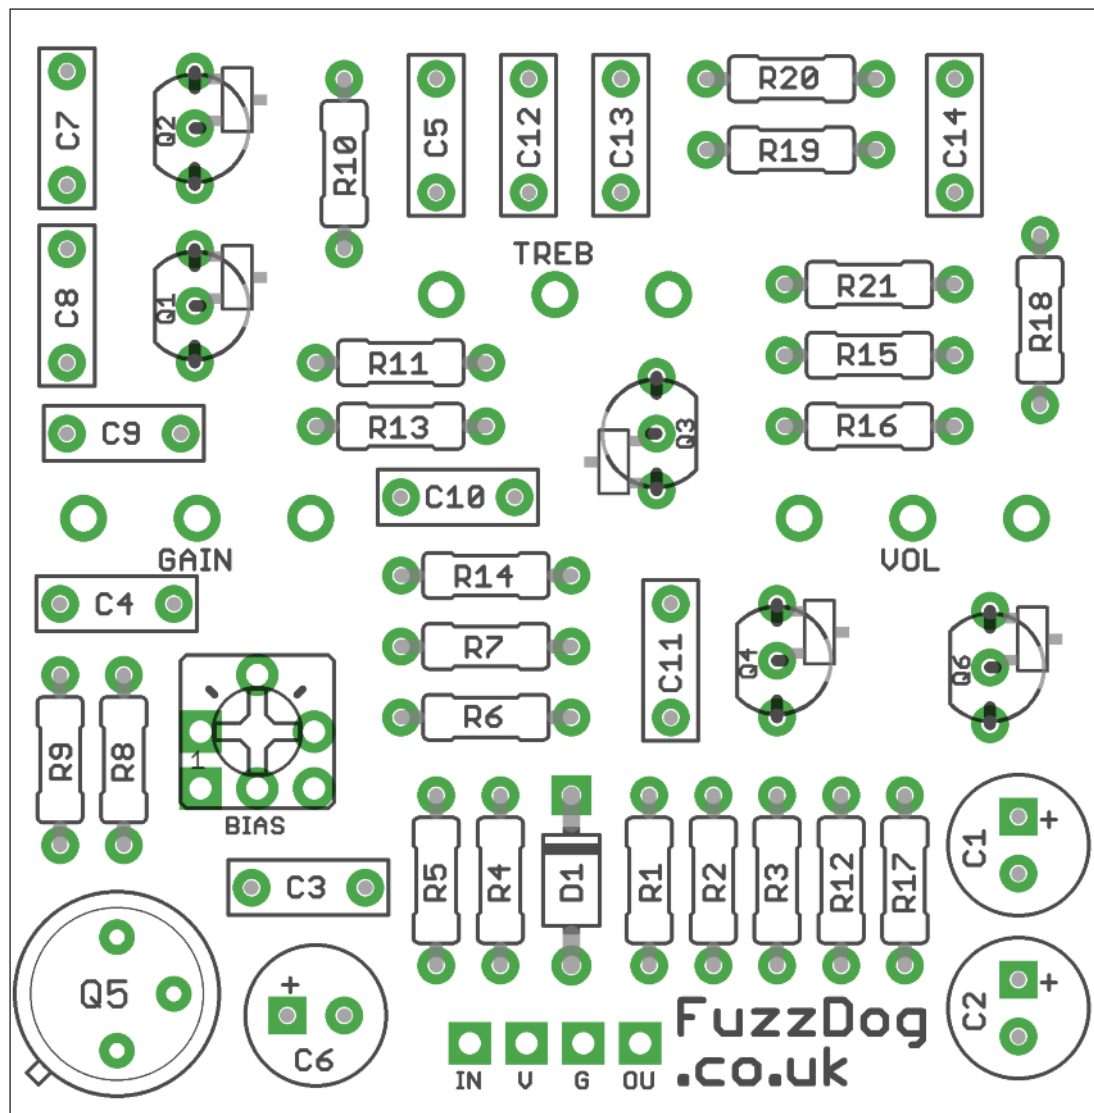 C7
Q2
R10
C5
C12
C13
R20
R19
C14
TREB
C8
Q1
R21
R18
R11
R15
R13
Q3
R16
C9
C10
GAIN
VOL
R14
C4
R7
C11
Q4
Q6
R6
R9
R8
1
BIAS
R5
R4
D1
R1
R2
R3
R12
R17
C1
+
C3
Q5
+
C6
C2
+
FuzzDog
.co.uk
IN V G OU